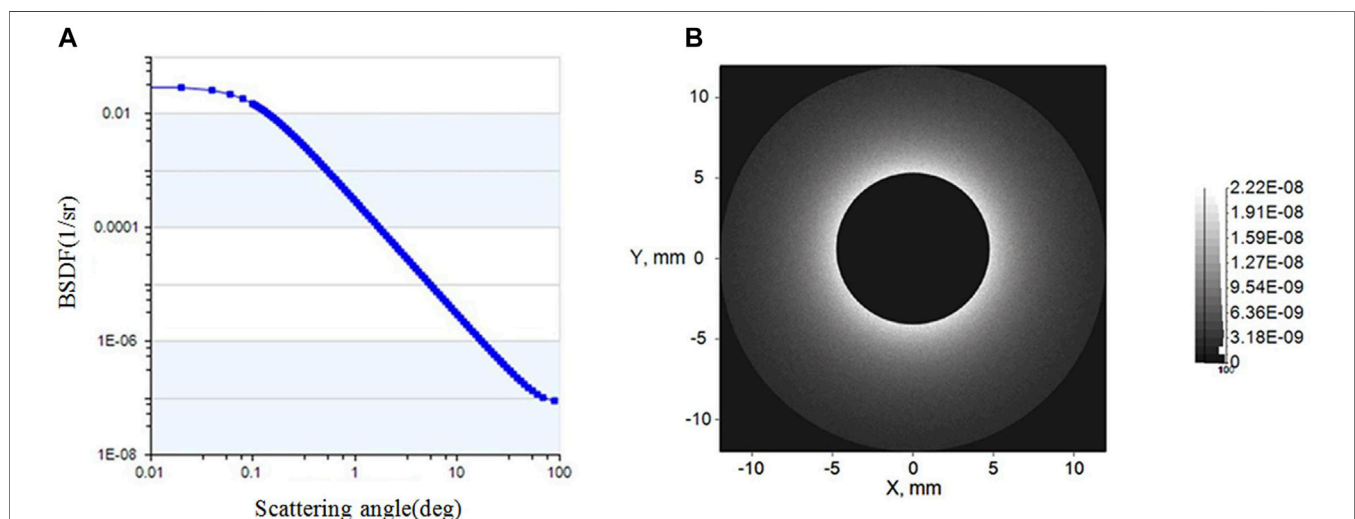 A
B
0.01
0.0001
1E-06
1E-08
BSDF(1/sr)
0.01
0.1
1
10
100
Scattering angle(deg)
10
5
Y, mm 0
-5
-10
-10
-5
0
5
10
X, mm
2.22E-08
1.91E-08
1.59E-08
1.27E-08
9.54E-09
6.36E-09
3.18E-09
0